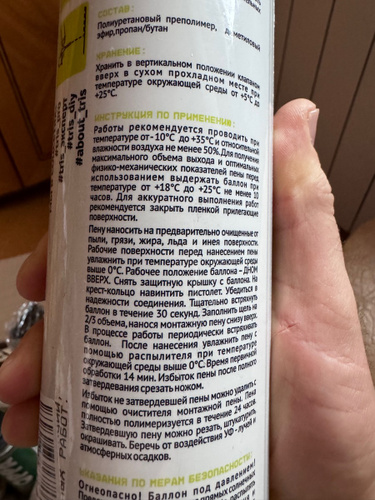 СОСТАВ:
Полиуретановый преполимер, диметиловый
эфир,пропан/бутан
ХРАНЕНИЕ:
Хранить в вертикальном положении клапаном
вверх в сухом прохладном месте при
температуре окружающей среды от +5°С до
+25°С.
ИНСТРУКЦИЯ ПО ПРИМЕНЕНИЮ:
Работы рекомендуется проводить при
температуре от -10°С до +35°С и относительной
влажности воздуха не менее 50%. Для получения
максимального объема выхода и оптимальных
физико-механических показателей пены перед
использованием выдержать баллон при
температуре от +18°С до +25°С не менее 10
часов. Для аккуратного выполнения работ
рекомендуется закрыть пленкой прилегающие
поверхности.
Пену наносить на предварительно очищенные от
пыли, грязи, жира, льда и инея поверхности.
Рабочие поверхности перед нанесением пены
увлажнить при температуре окружающей среды
выше 0°С. Рабочее положение баллона – ДНОМ
ВВЕРХ. Снять защитную крышку с баллона. На
крест-кольцо навинтить пистолет. Убедиться в
надежности соединения. Тщательно встряхнуть
баллон в течение 30 секунд. Заполнить щель на
2/3 объема, нанося монтажную пену снизу вверх.
В процессе работы периодически встряхивать
баллон. После нанесения увлажнить пену с
помощью распылителя при температуре
окружающей среды выше 0°С. Время первичной
обработки 14 мин. Избыток пены после полного
затвердевания срезать ножом.
Избыток не затвердевшей пены можно удалить с
помощью очистителя монтажной пены. Пена
полностью полимеризуется в течение 24 часов.
Затвердевшую пену можно резать, штукатурить,
окрашивать. Беречь от воздействия УФ - лучей и
атмосферных осадков.
УКАЗАНИЯ ПО МЕРАМ БЕЗОПАСНОСТИ:
Огнеопасно! Баллон под давлением!
прямых солнечных
#tris_эксперт
#tris_diy
#about_tris